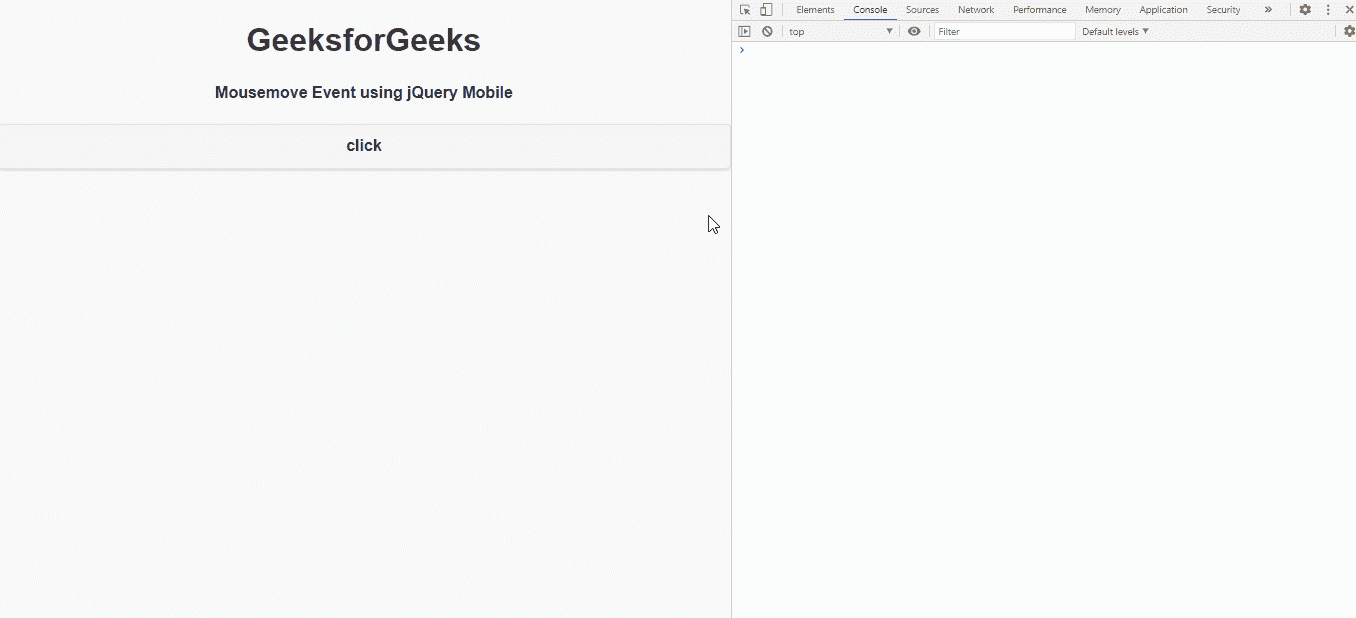 GeeksforGeeks
Mousemove Event using jQuery Mobile
click
Elements Console Sources Network Performance Memory Application Security »
top ▼ Filter Default levels ▼
›